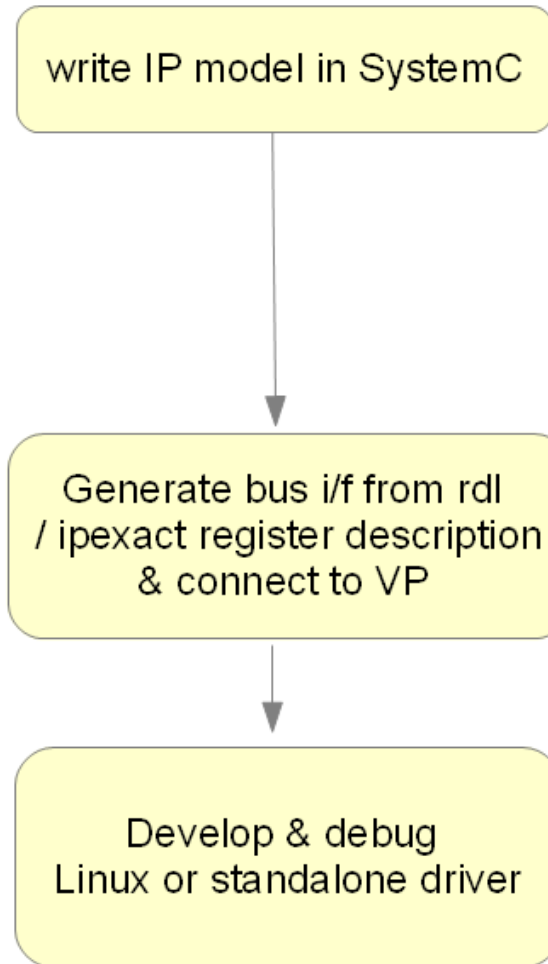 write IP model in SystemC
Generate bus i/f from rdl
/ ipexact register description
& connect to VP
Develop & debug
Linux or standalone driver